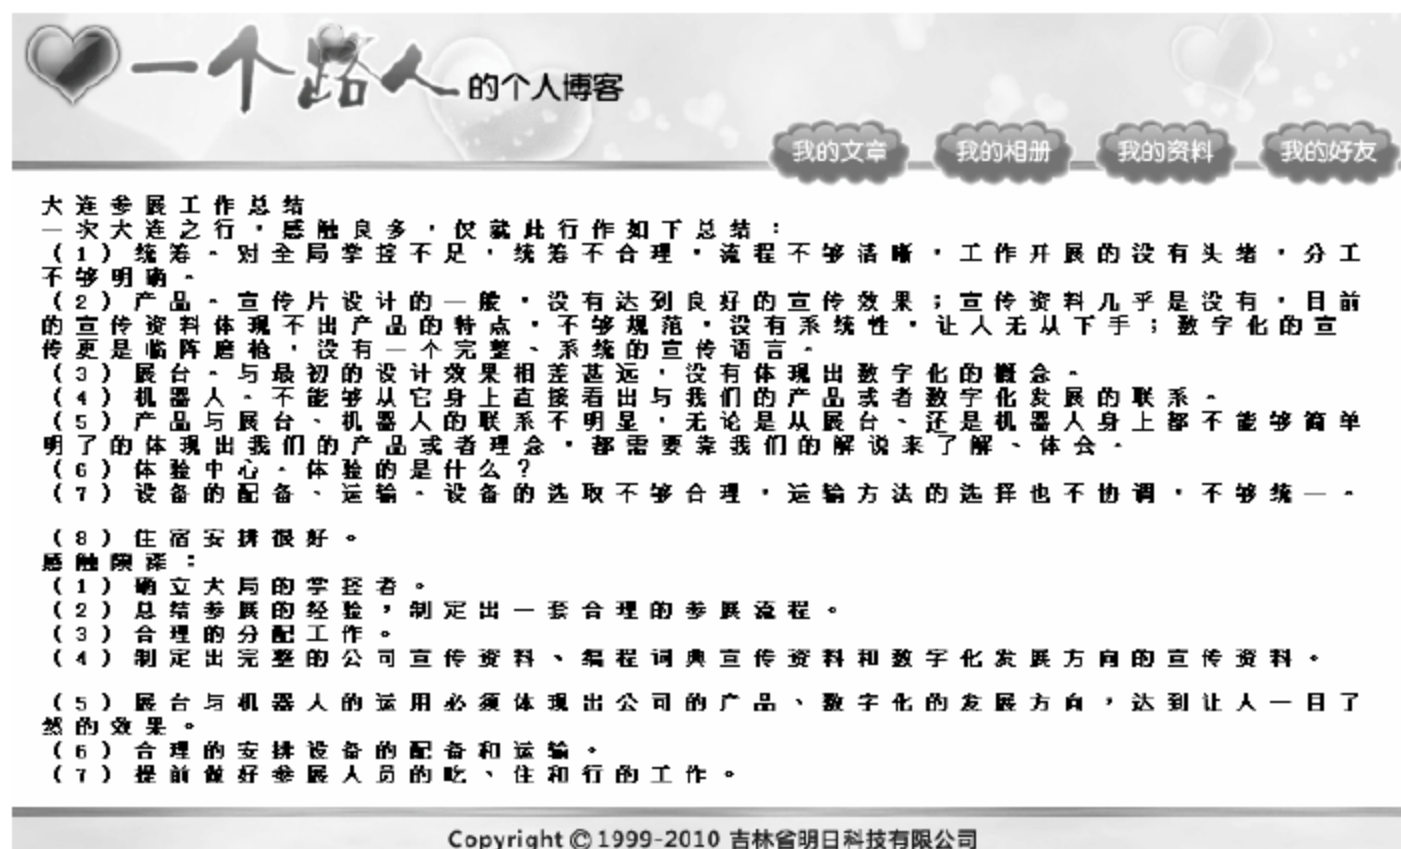 一个路人的个人博客
我的文章 我的相册 我的资料 我的好友
大连参展工作总结
一次大连之行，感触良多，仅就此行作如下总结：
（1）统筹。对全局掌控不足，统筹不合理，流程不够清晰，工作开展的没有头绪，分工
不够明确。
（2）产品。宣传片设计的一般，没有达到良好的宣传效果；宣传资料几乎是没有，目前
的宣传资料体现不出产品的特点，不够规范，没有系统性，让人无从下手；数字化的宣
传更是临阵磨枪，没有一个完整、系统的宣传语言。
（3）展台。与最初的设计效果相差甚远，没有体现出数字化的概念。
（4）机器人。不能够从它身上直接看出与我们的产品或者数字化发展的联系。
（5）产品与展台、机器人的联系不明显，无论是从展台、还是机器人身上都不能够简单
明了的体现出我们的产品或者理念，都需要靠我们的解说来了解、体会。
（6）体验中心。体验的是什么？
（7）设备的配备、运输。设备的选取不够合理，运输方法的选择也不协调，不够统一。
（8）住宿安排很好。
感触
（1）确立大局的掌控者。
（2）总结参展的经验，制定出一套合理的参展流程。
（3）合理的分配工作。
（4）制定出完整的公司宣传资料、编程词典宣传资料和数字化发展方向的宣传资料。
（5）展台与机器人的运用必须体现出公司的产品、数字化的发展方向，达到让人一目了
然的效果。
（6）合理的安排设备的配备和运输。
（7）提前做好参展人员的吃、住和行的工作。
Copyright © 1999-2010 吉林省明日科技有限公司